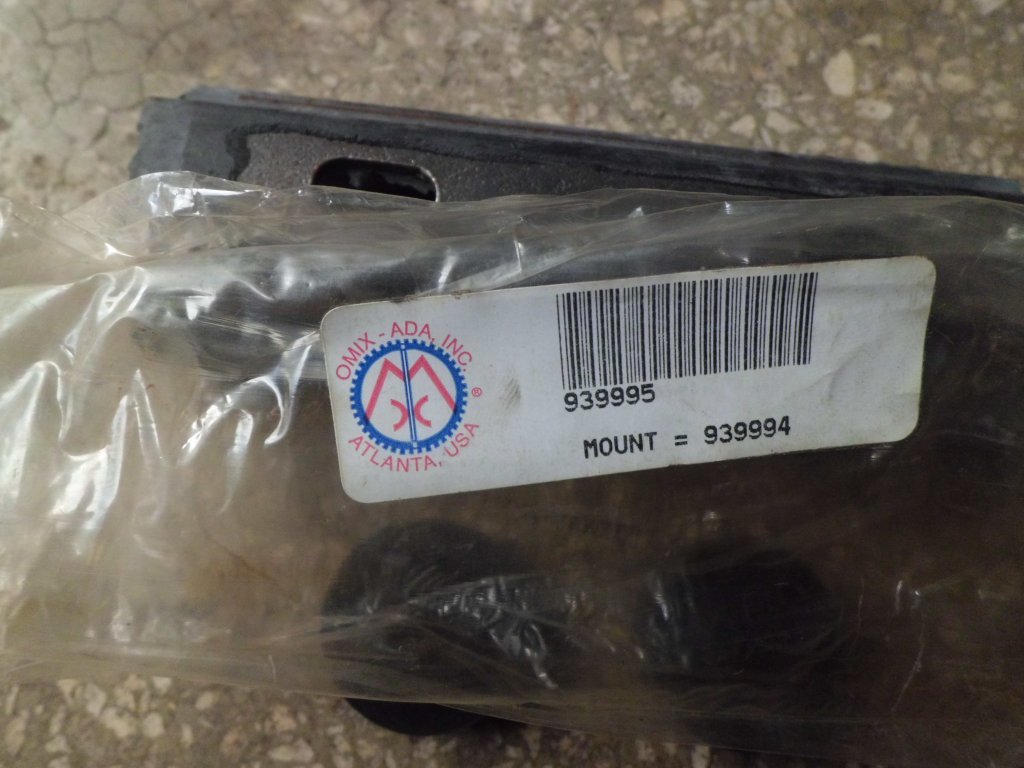 OMIX - ADA, INC.
®
ATLANTA, USA
939995
MOUNT = 939994